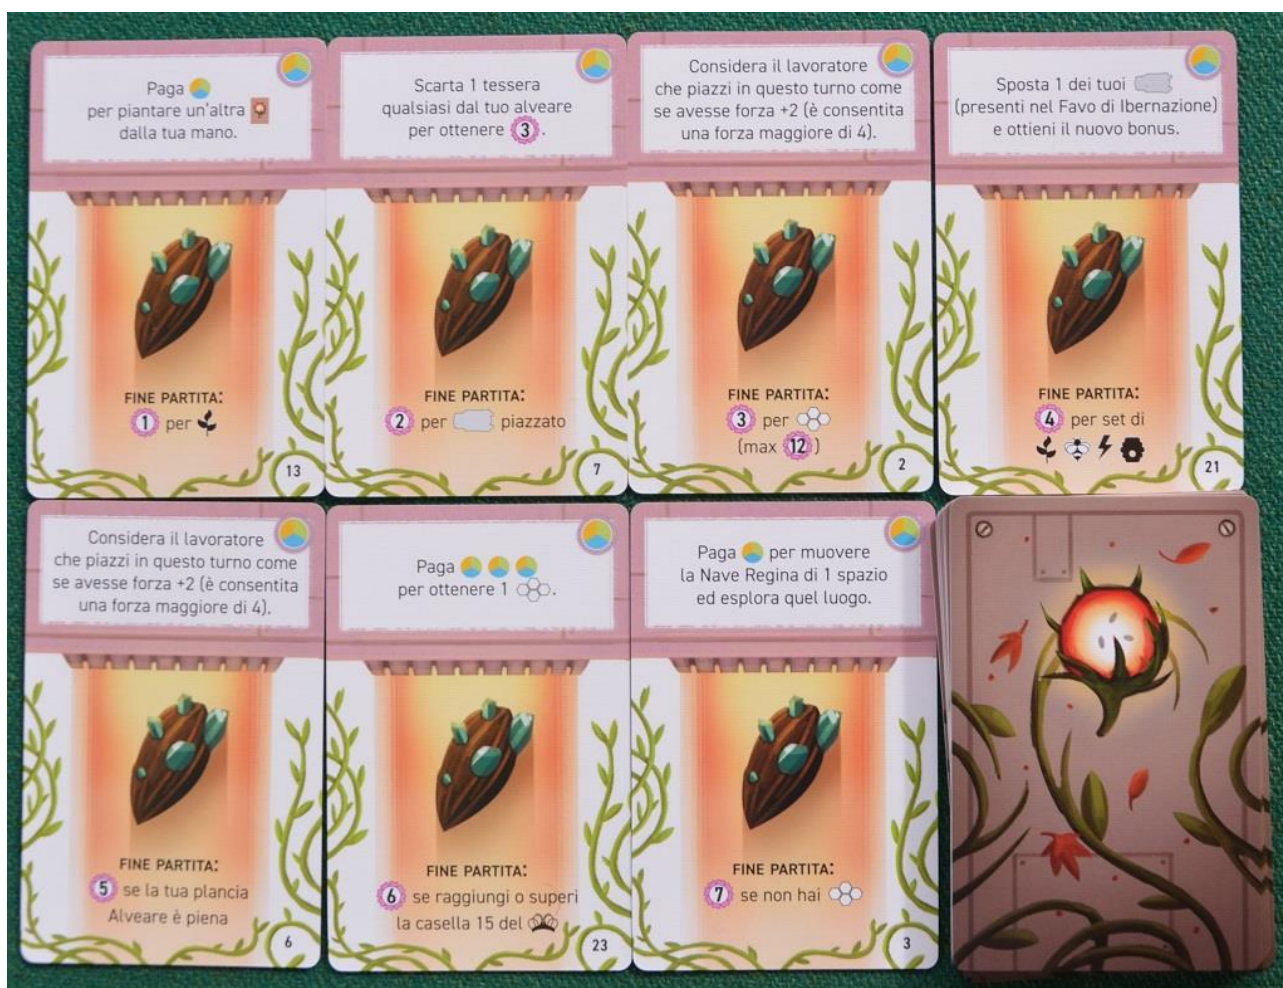 Paga
per piantare un'altra
dalla tua mano.
FINE PARTITA:
1 per
13
Scarta 1 tessera
qualsiasi dal tuo alveare
per ottenere 3.
FINE PARTITA:
2 per piazzato
7
Considera il lavoratore
che piazzi in questo turno come
se avesse forza +2 (è consentita
una forza maggiore di 4).
FINE PARTITA:
3 per
(max 12)
2
Sposta 1 dei tuoi
(presenti nel Favo di Ibernazione)
e ottieni il nuovo bonus.
FINE PARTITA:
4 per set di
21
Considera il lavoratore
che piazzi in questo turno come
se avesse forza +2 (è consentita
una forza maggiore di 4).
FINE PARTITA:
5 se la tua plancia
Alveare è piena
6
Paga
per ottenere 1 .
FINE PARTITA:
6 se raggiungi o superi
la casella 15 del
23
Paga per muovere
la Nave Regina di 1 spazio
ed esplora quel luogo.
FINE PARTITA:
7 se non hai
3